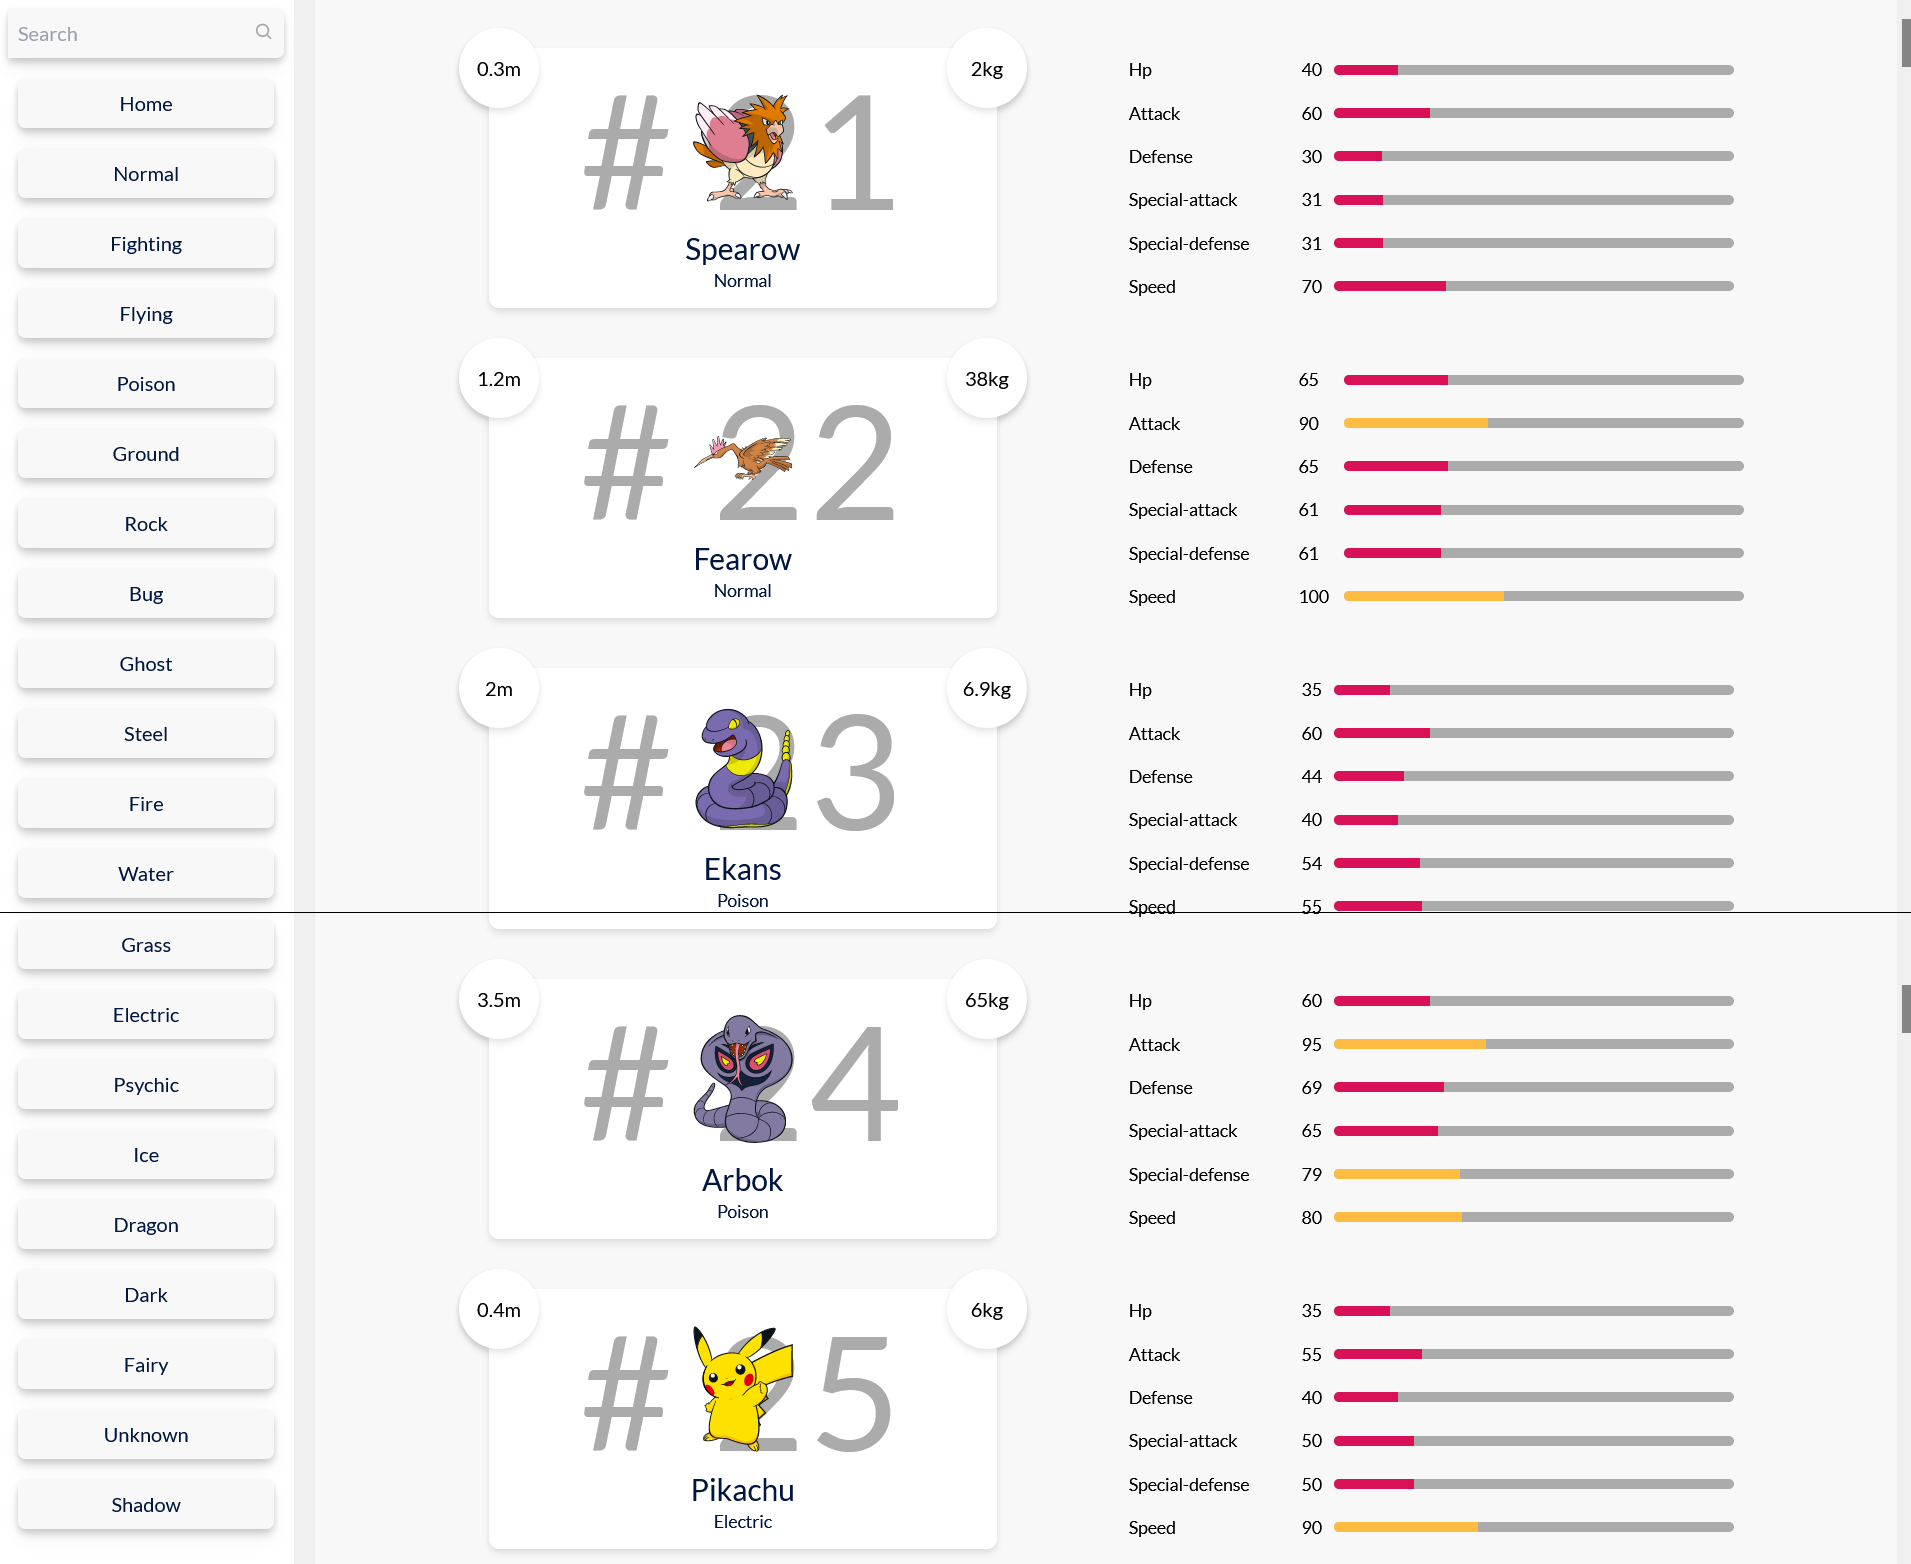 Search
Home
Normal
Fighting
Flying
Poison
Ground
Rock
Bug
Ghost
Steel
Fire
Water
Grass
Electric
Psychic
Ice
Dragon
Dark
Fairy
Unknown
Shadow
0.3m
2kg
#21
Spearow
Normal
Hp 40
Attack 60
Defense 30
Special-attack 31
Special-defense 31
Speed 70
1.2m
38kg
#22
Fearow
Normal
Hp 65
Attack 90
Defense 65
Special-attack 61
Special-defense 61
Speed 100
2m
6.9kg
#23
Ekans
Poison
Hp 35
Attack 60
Defense 44
Special-attack 40
Special-defense 54
Speed 55
3.5m
65kg
#24
Arbok
Poison
Hp 60
Attack 95
Defense 69
Special-attack 65
Special-defense 79
Speed 80
0.4m
6kg
#25
Pikachu
Electric
Hp 35
Attack 55
Defense 40
Special-attack 50
Special-defense 50
Speed 90